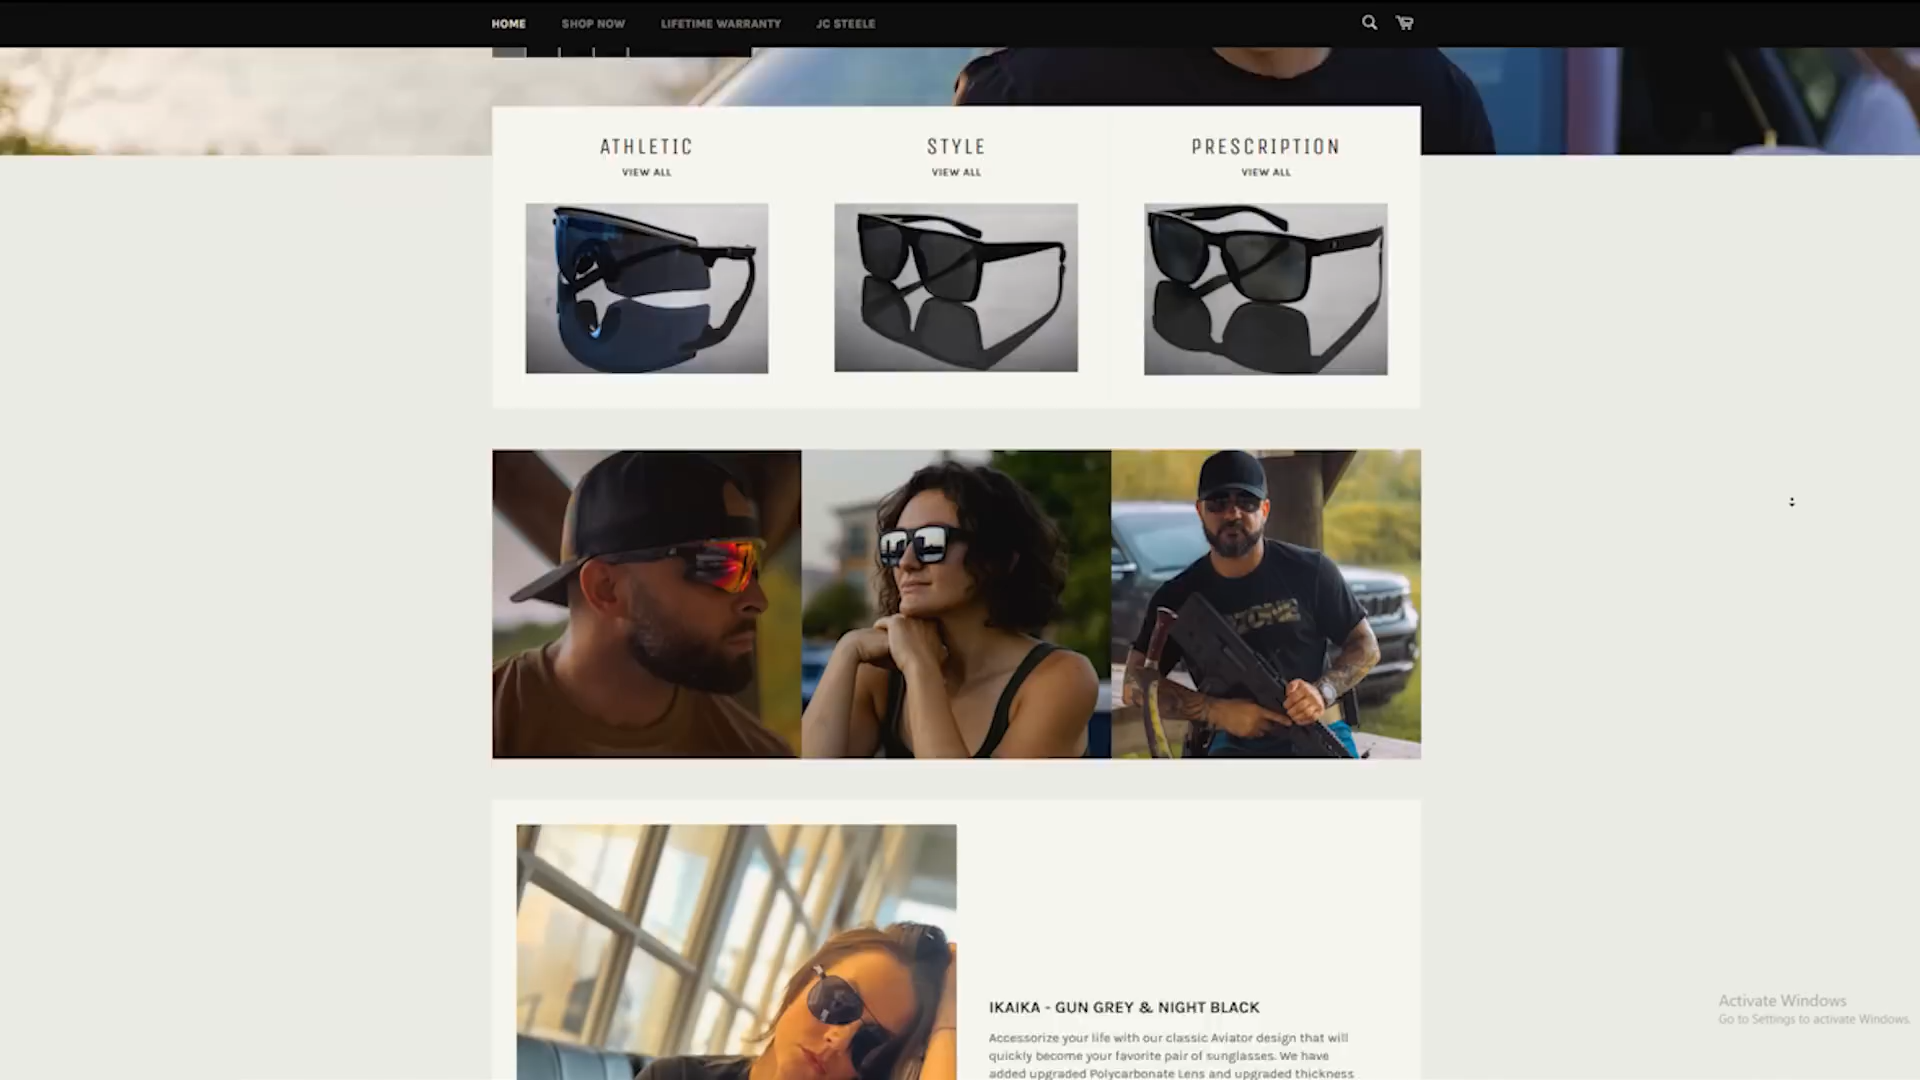 HOME SHOP NOW LIFETIME WARRANTY JC STEELE
ATHLETIC
VIEW ALL
STYLE
VIEW ALL
PRESCRIPTION
VIEW ALL
IKAIKA - GUN GREY & NIGHT BLACK
Accessorize your life with our classic Aviator design that will
quickly become your favorite pair of sunglasses. We have
added upgraded Polycarbonate Lens and upgraded thickness
Activate Windows
Go to Settings to activate Windows.